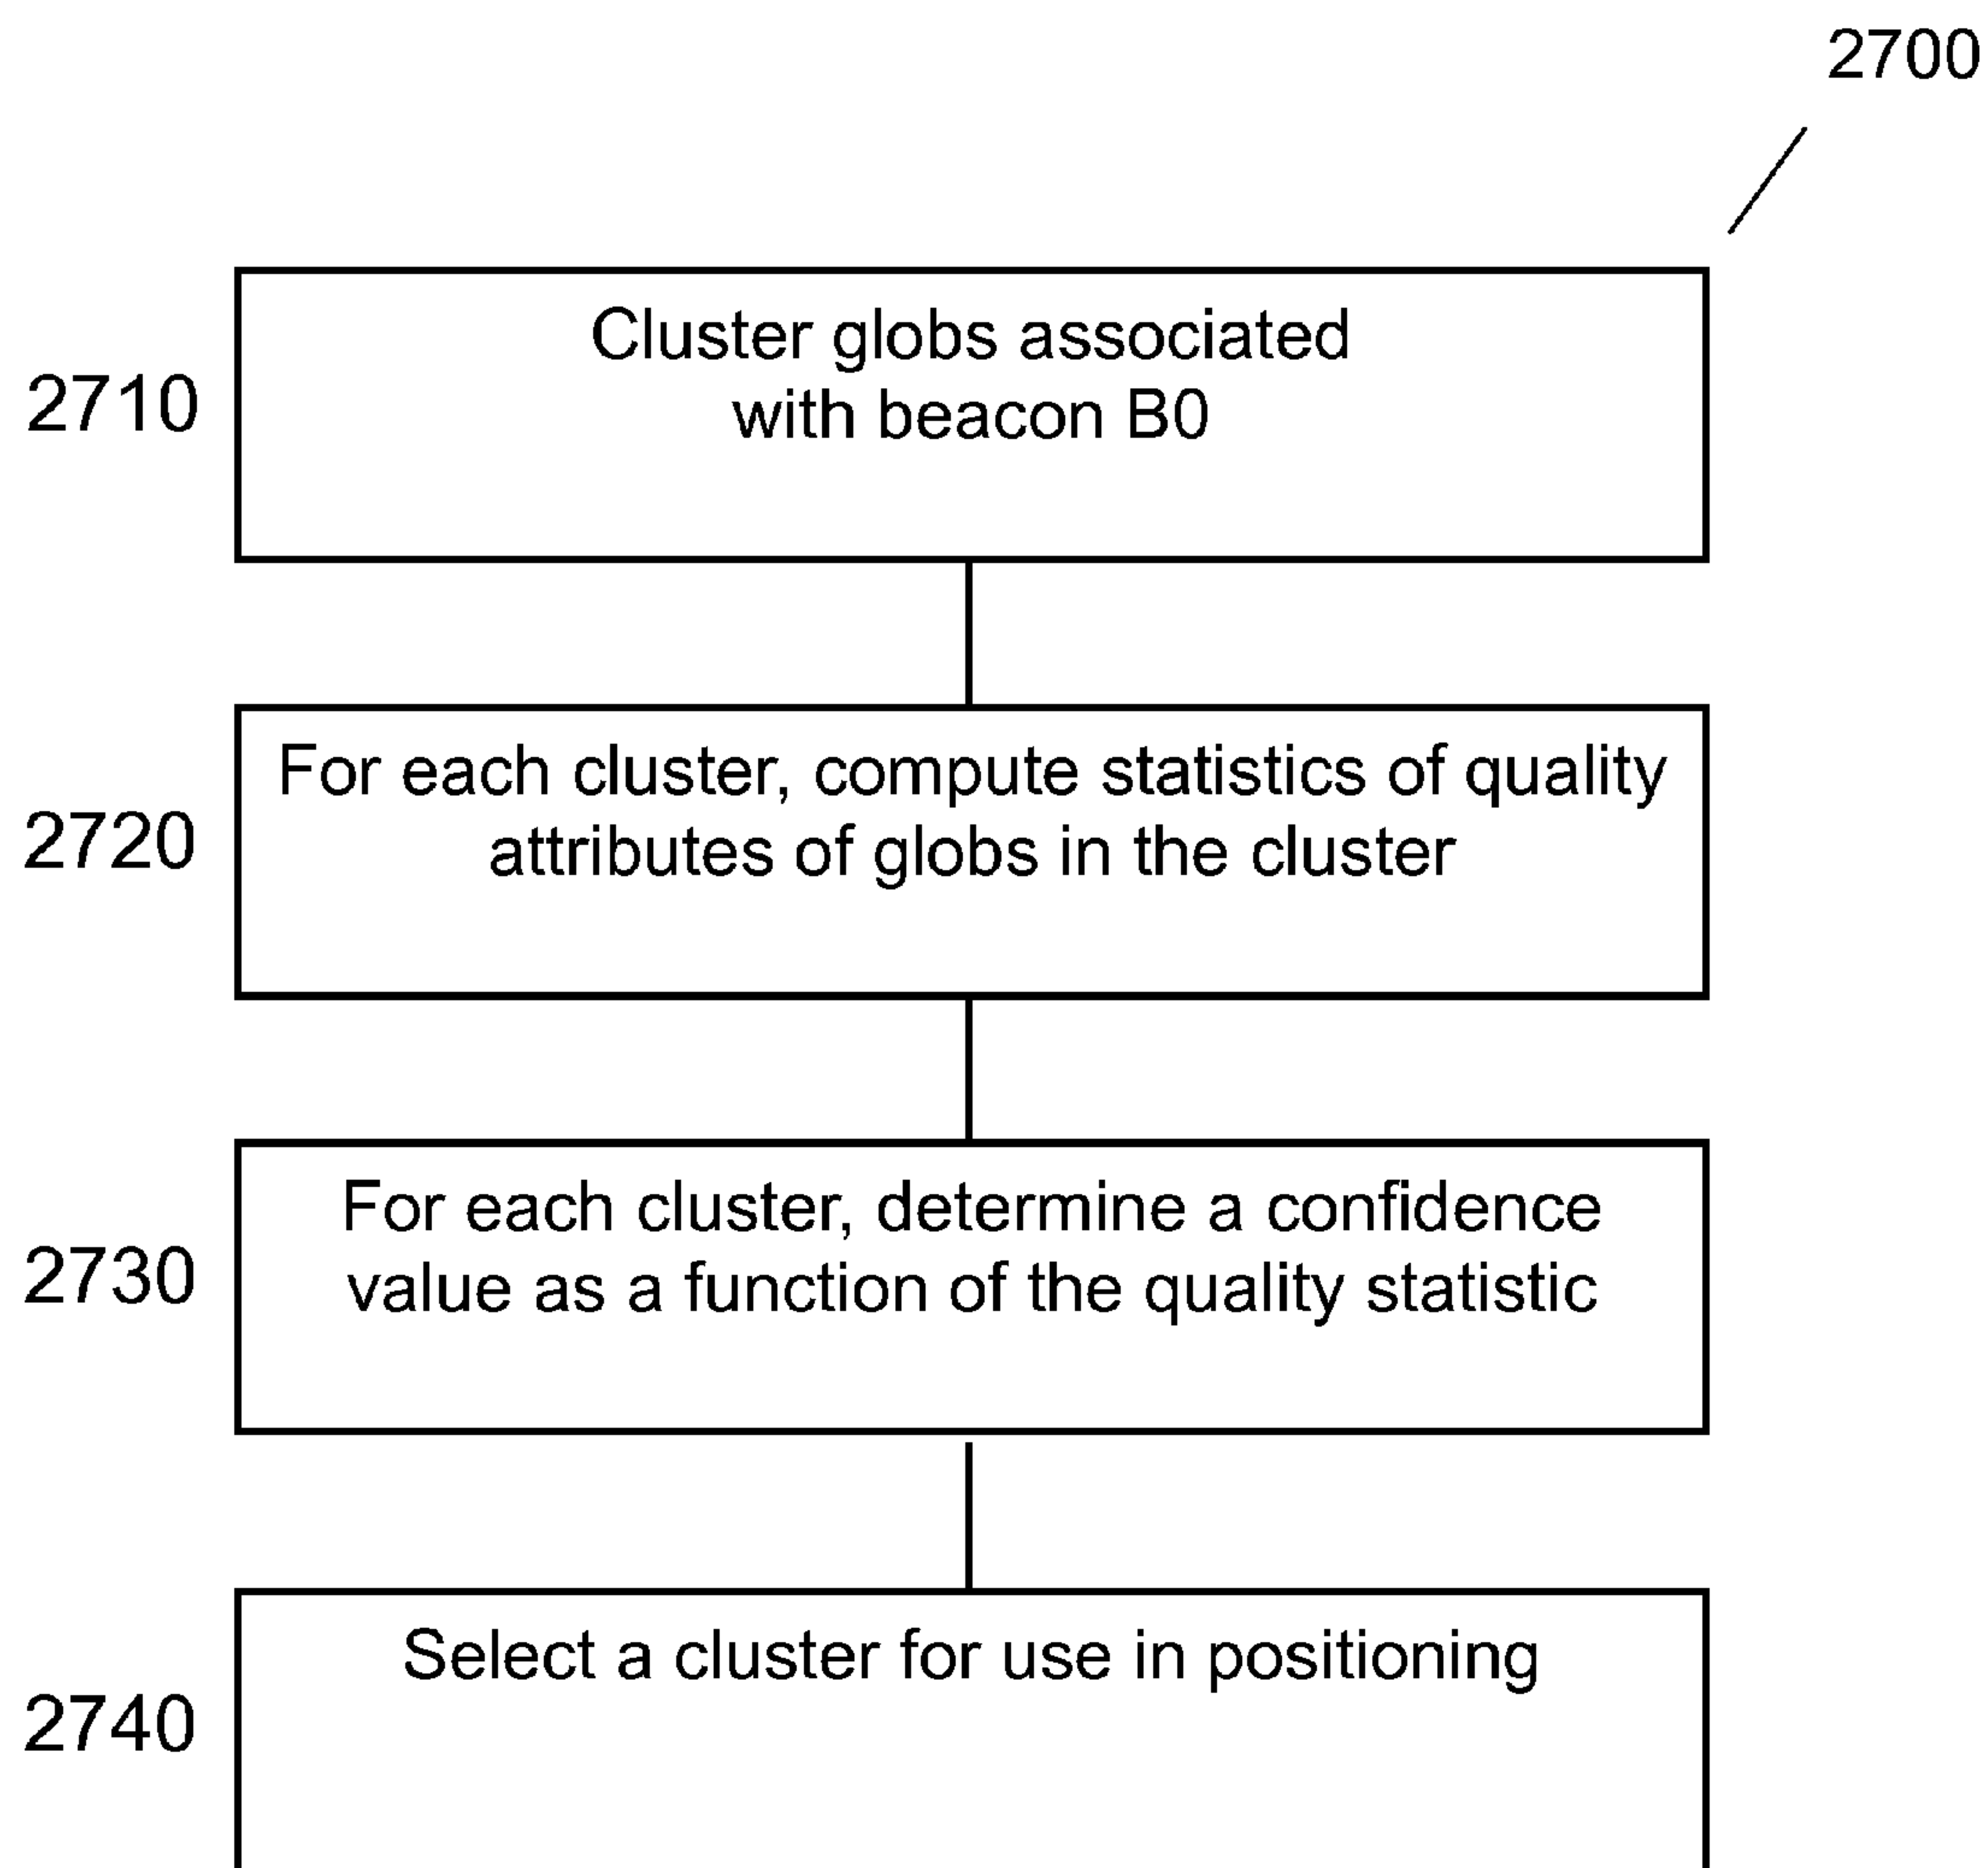 2700
2710
Cluster globs associated
with beacon B0
2720
For each cluster, compute statistics of quality
attributes of globs in the cluster
2730
For each cluster, determine a confidence
value as a function of the quality statistic
2740
Select a cluster for use in positioning